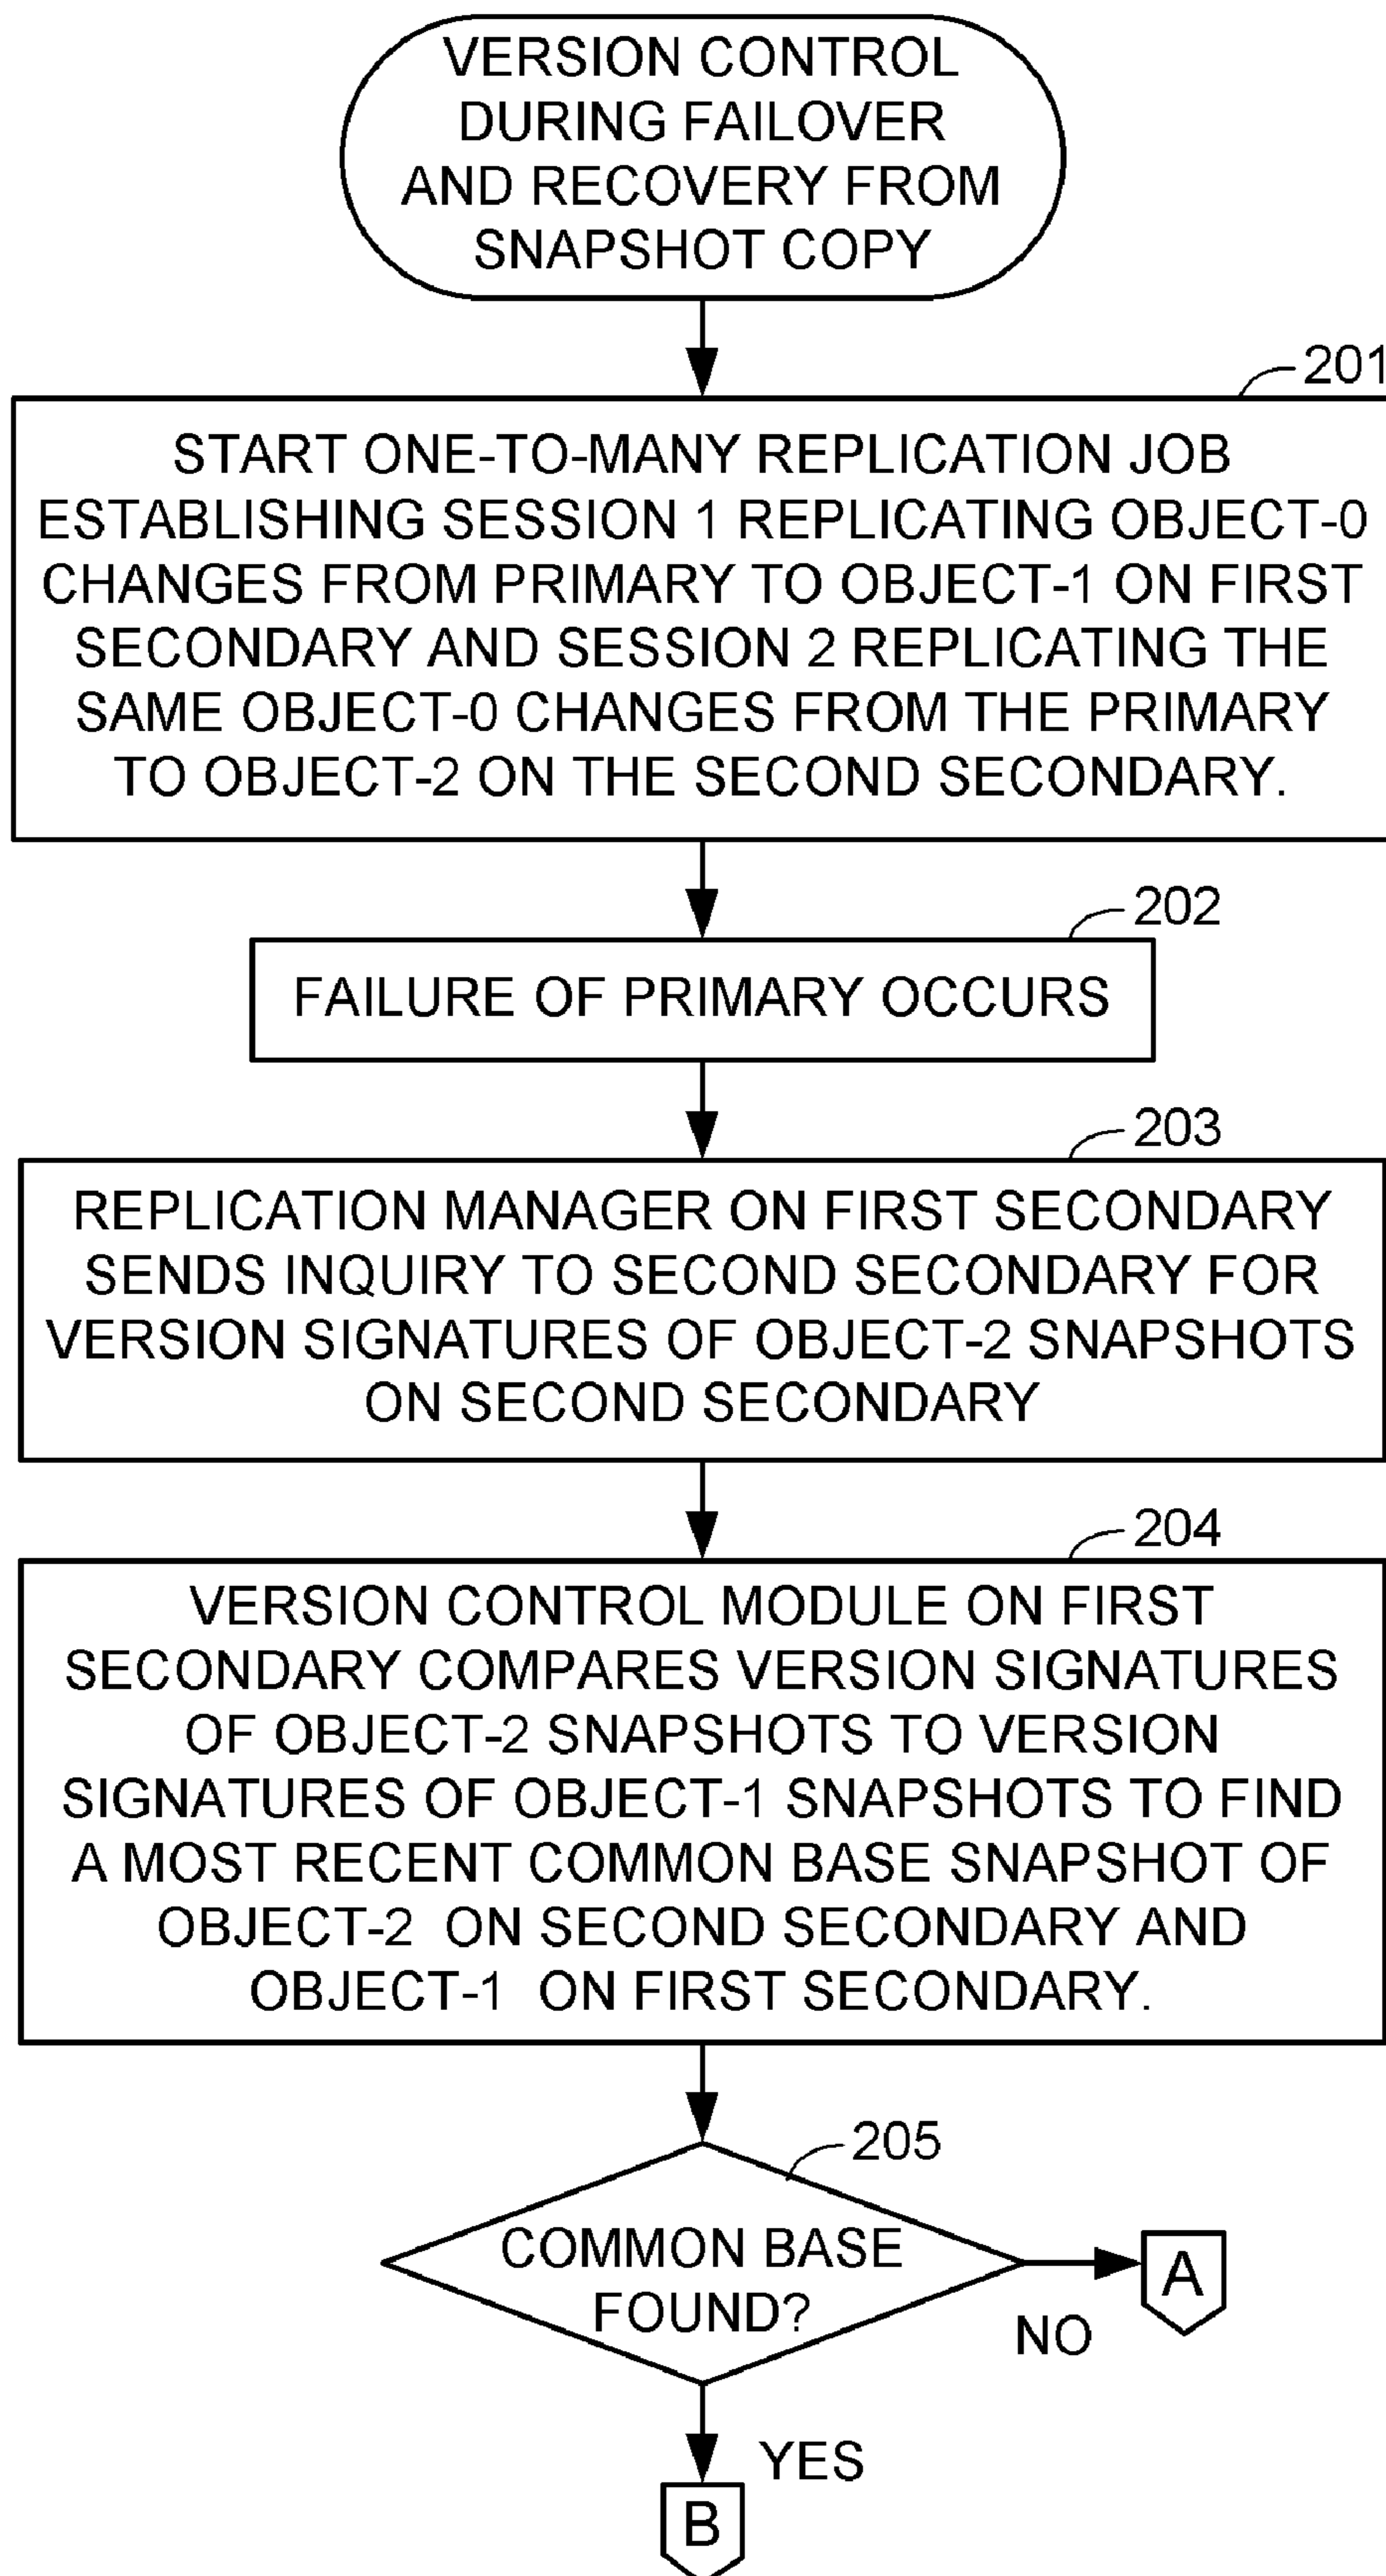 VERSION CONTROL
DURING FAILOVER
AND RECOVERY FROM
SNAPSHOT COPY
201
START ONE-TO-MANY REPLICATION JOB
ESTABLISHING SESSION 1 REPLICATING OBJECT-0
CHANGES FROM PRIMARY TO OBJECT-1 ON FIRST
SECONDARY AND SESSION 2 REPLICATING THE
SAME OBJECT-0 CHANGES FROM THE PRIMARY
TO OBJECT-2 ON THE SECOND SECONDARY.
202
FAILURE OF PRIMARY OCCURS
203
REPLICATION MANAGER ON FIRST SECONDARY
SENDS INQUIRY TO SECOND SECONDARY FOR
VERSION SIGNATURES OF OBJECT-2 SNAPSHOTS
ON SECOND SECONDARY
204
VERSION CONTROL MODULE ON FIRST
SECONDARY COMPARES VERSION SIGNATURES
OF OBJECT-2 SNAPSHOTS TO VERSION
SIGNATURES OF OBJECT-1 SNAPSHOTS TO FIND
A MOST RECENT COMMON BASE SNAPSHOT OF
OBJECT-2 ON SECOND SECONDARY AND
OBJECT-1 ON FIRST SECONDARY.
205
COMMON BASE
FOUND?
A
NO
YES
B